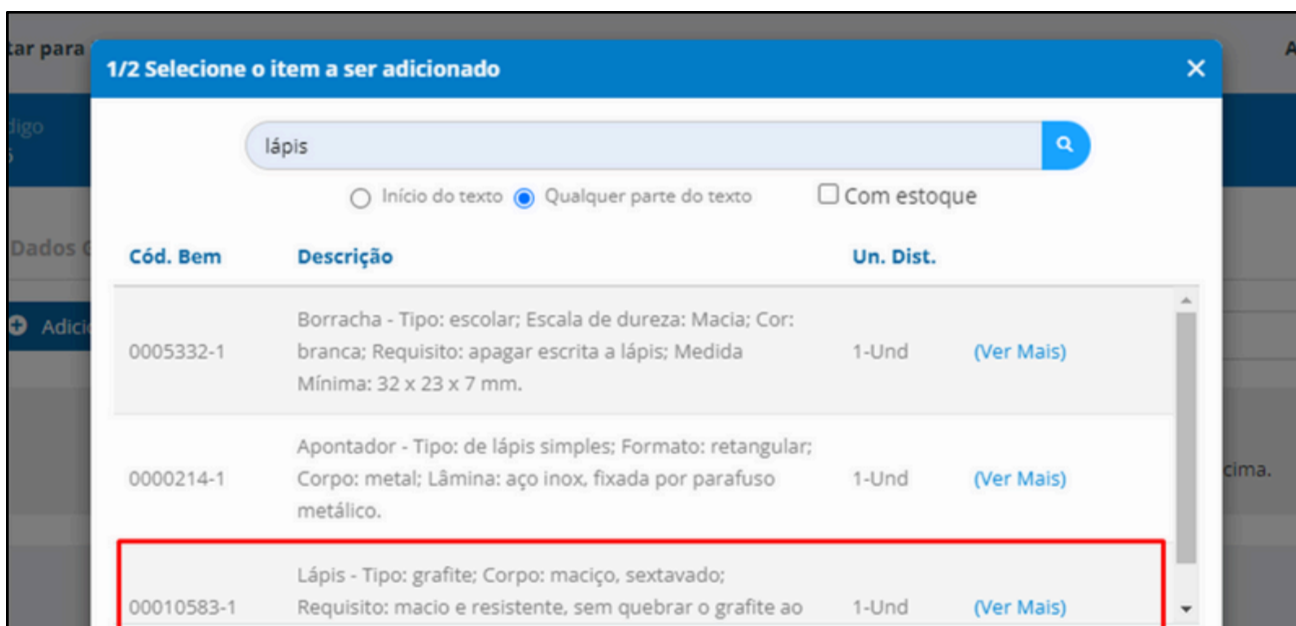 tar para
A
1/2 Selecione o item a ser adicionado
digo
lápis
Início do texto Qualquer parte do texto Com estoque
Dados
Cód. Bem Descrição Un. Dist.
Adici
Borracha - Tipo: escolar; Escala de dureza: Macia; Cor:
0005332-1 branca; Requisito: apagar escrita a lápis; Medida 1-Und (Ver Mais)
Mínima: 32 x 23 x 7 mm.
Apontador - Tipo: de lápis simples; Formato: retangular;
0000214-1 Corpo: metal; Lâmina: aço inox, fixada por parafuso 1-Und (Ver Mais)
metálico.
cima.
Lápis - Tipo: grafite; Corpo: maciço, sextavado;
00010583-1 Requisito: macio e resistente, sem quebrar o grafite ao 1-Und (Ver Mais)